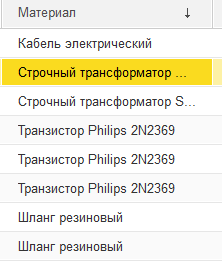 Материал ↓
Кабель электрический
Строчный трансформатор ...
Строчный трансформатор S...
Транзистор Philips 2N2369
Транзистор Philips 2N2369
Транзистор Philips 2N2369
Шланг резиновый
Шланг резиновый